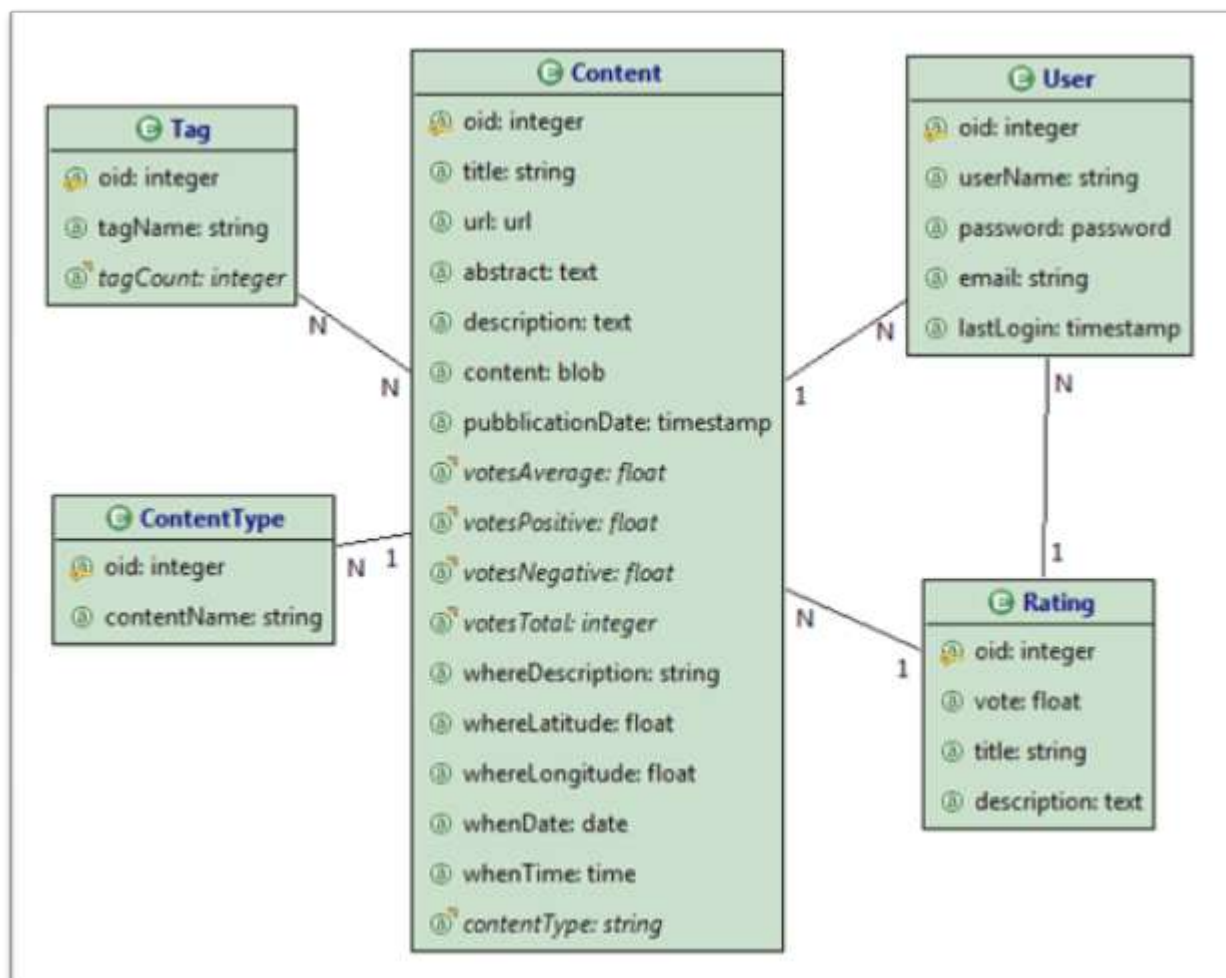 Tag
oid: integer
tagName: string
tagCount: integer
N
N
ContentType
oid: integer
contentName: string
N
1
Content
oid: integer
title: string
url: url
abstract: text
description: text
content: blob
pubblicationDate: timestamp
votesAverage: float
votesPositive: float
votesNegative: float
votesTotal: integer
whereDescription: string
whereLatitude: float
whereLongitude: float
whenDate: date
whenTime: time
contentType: string
User
oid: integer
userName: string
password: password
email: string
lastLogin: timestamp
N
1
N
1
Rating
oid: integer
vote: float
title: string
description: text
N
1